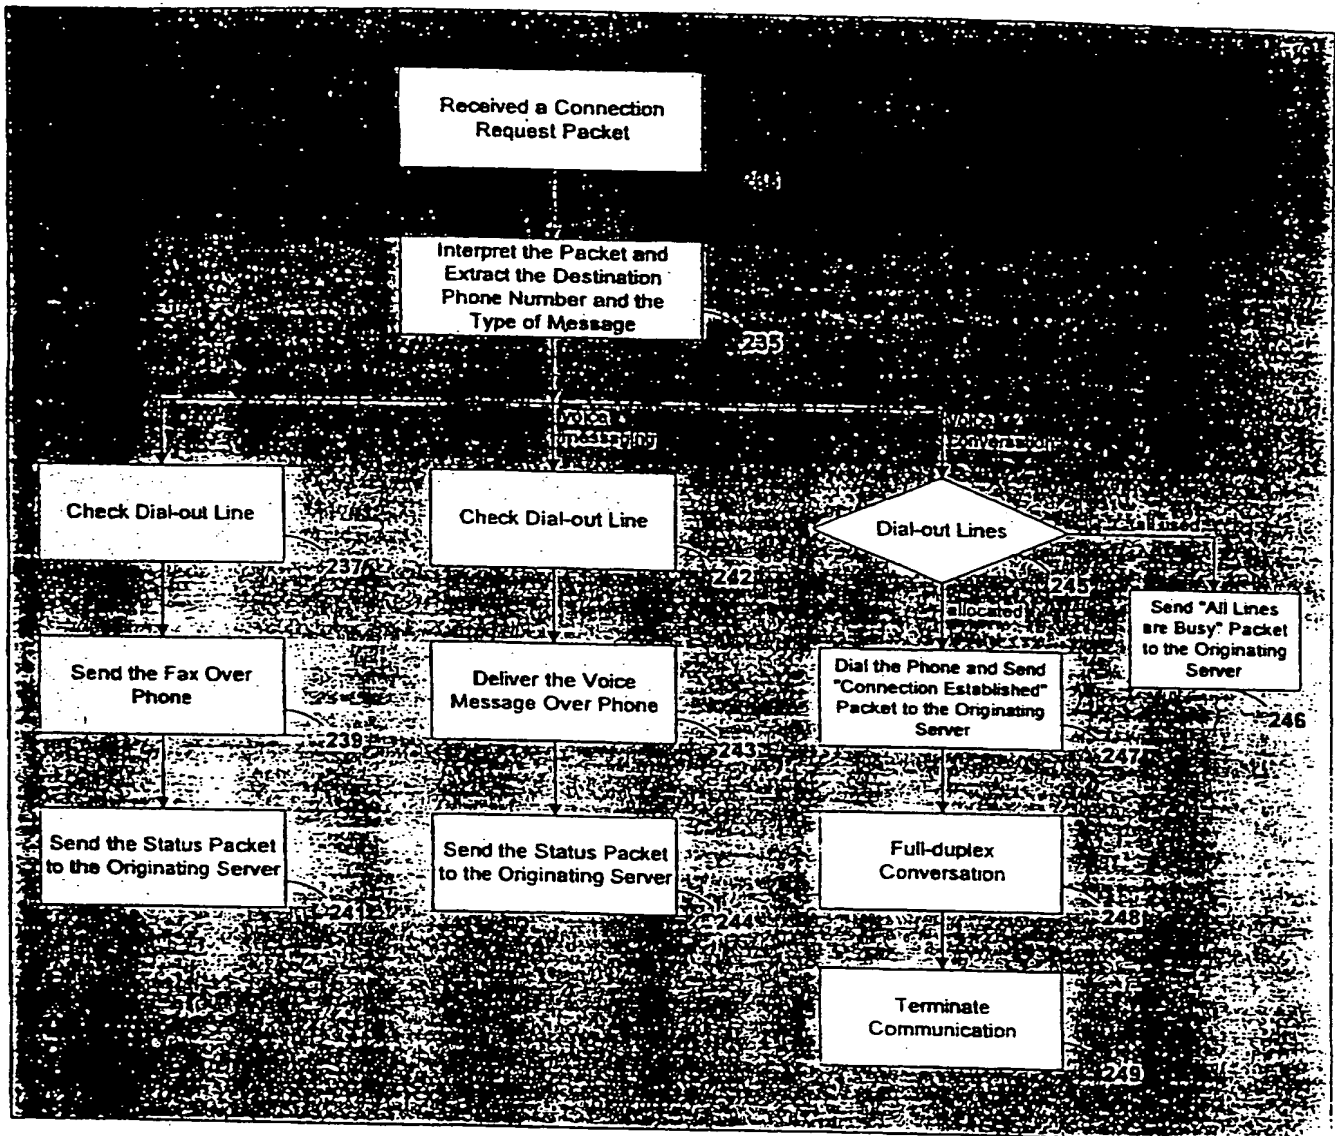 Received a Connection
Request Packet
Interpret the Packet and
Extract the Destination
Phone Number and the
Type of Message
235
voice
messaging
voice
conversation
Check Dial-out Line
237
Check Dial-out Line
242
Dial-out Lines
245
all used
allocated
Send "All Lines
are Busy" Packet
to the Originating
Server
246
Send the Fax Over
Phone
239
Deliver the Voice
Message Over Phone
243
Dial the Phone and Send
"Connection Established"
Packet to the Originating
Server
247
Send the Status Packet
to the Originating Server
241
Send the Status Packet
to the Originating Server
244
Full-duplex
Conversation
248
Terminate
Communication
249